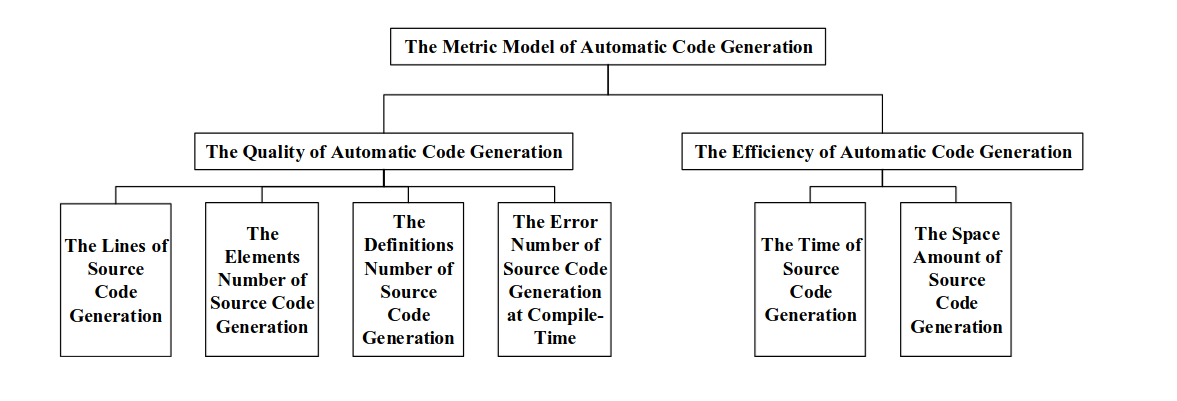 The Metric Model of Automatic Code Generation
The Quality of Automatic Code Generation
The Efficiency of Automatic Code Generation
The Lines of
Source
Code
Generation
The
Elements
Number of
Source Code
Generation
The
Definitions
Number of
Source
Code
Generation
The Error
Number of
Source Code
Generation
at Compile-
Time
The Time of
Source
Code
Generation
The Space
Amount of
Source
Code
Generation